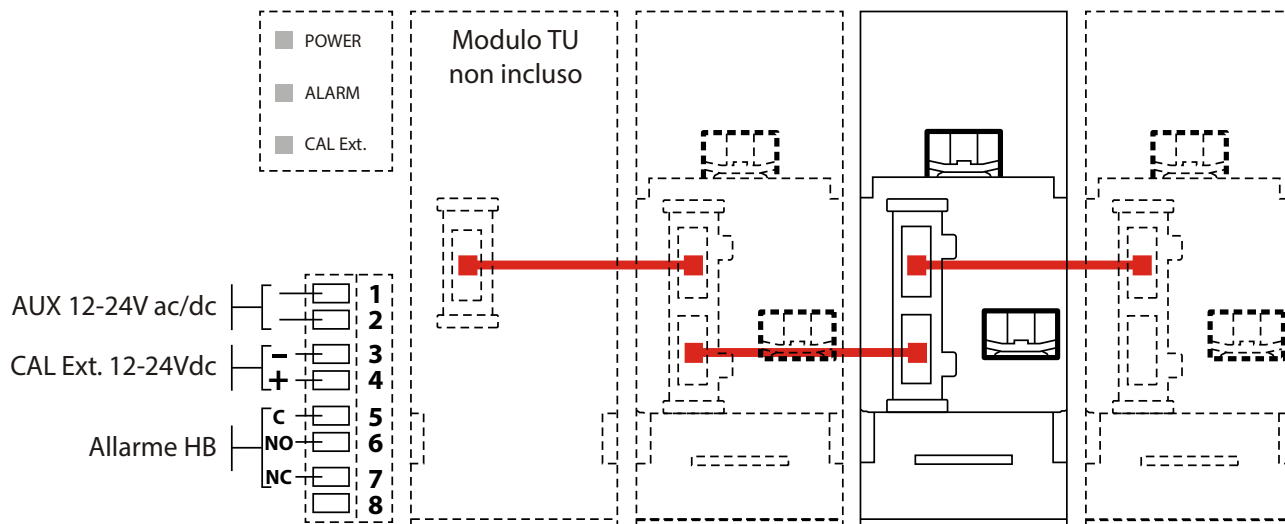 POWER
ALARM
CAL Ext.
Modulo TU
non incluso
AUX 12-24V ac/dc
1
2
CAL Ext. 12-24Vdc
− 3
+ 4
Allarme HB
C 5
NO 6
NC 7
8